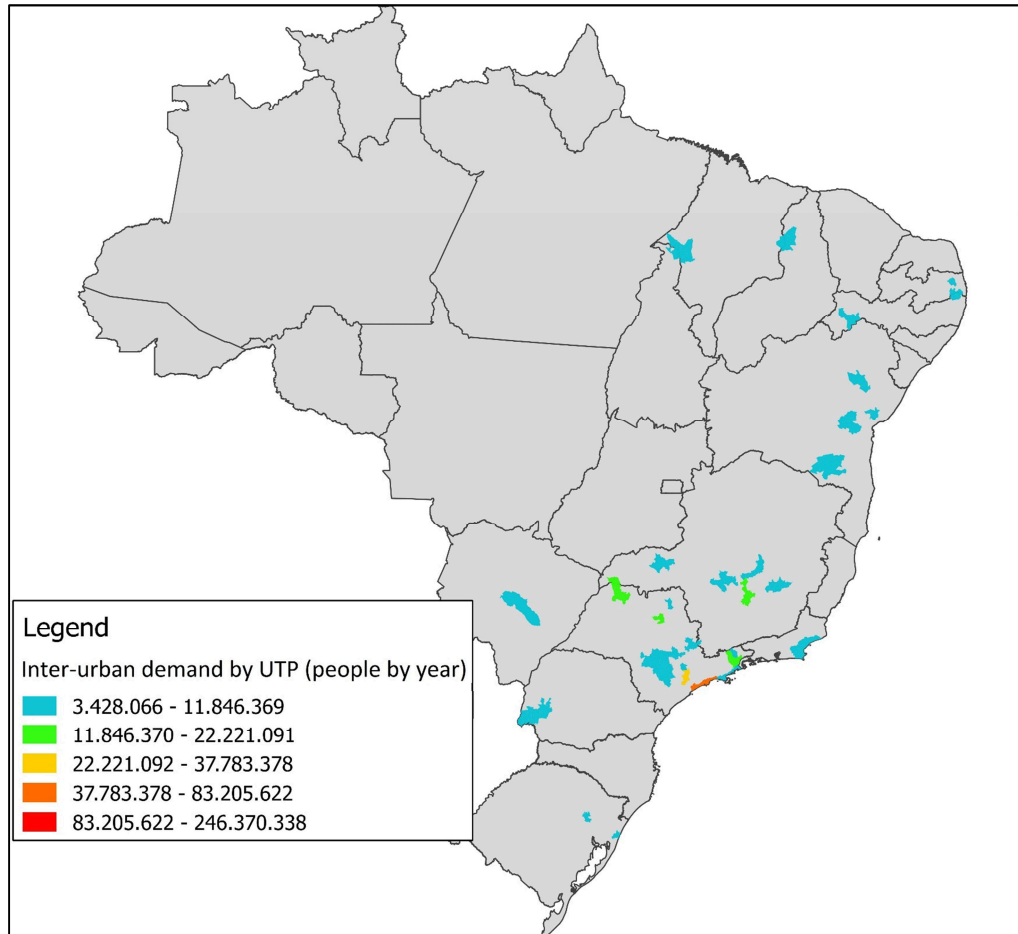 Legend
Inter-urban demand by UTP (people by year)
3.428.066 - 11.846.369
11.846.370 - 22.221.091
22.221.092 - 37.783.378
37.783.378 - 83.205.622
83.205.622 - 246.370.338